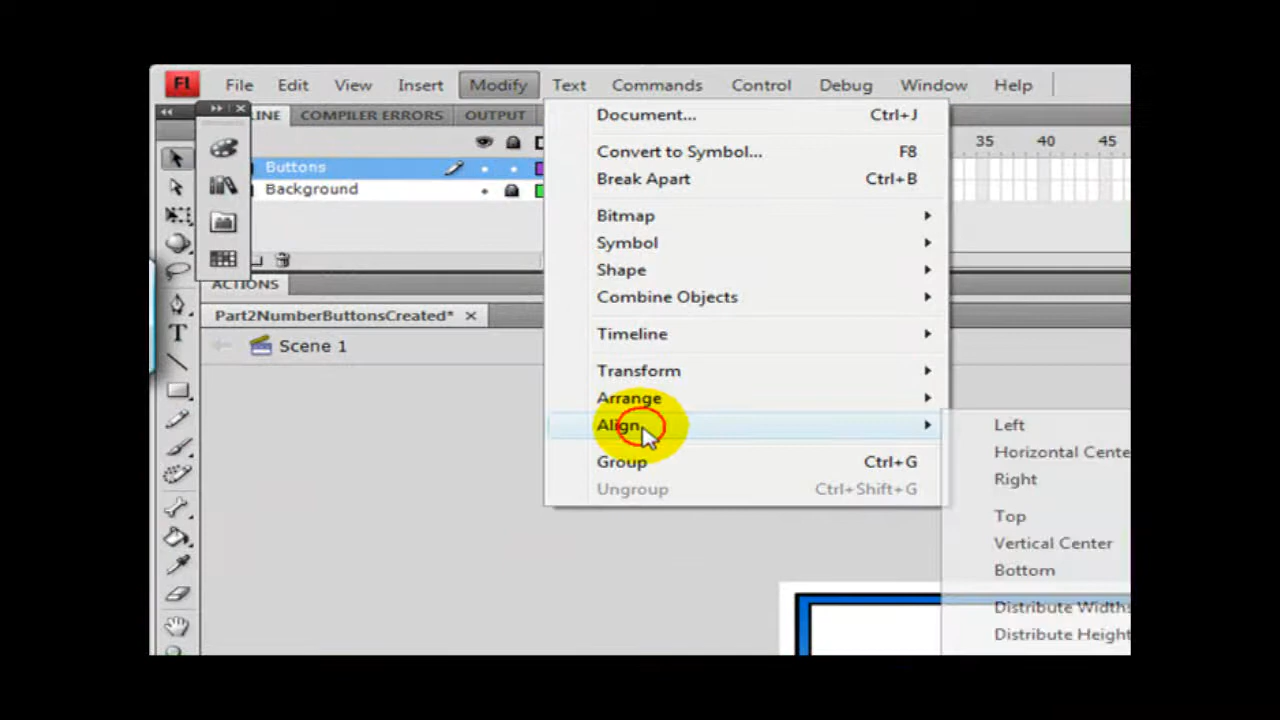 Fl File Edit View Insert Modify Text Commands Control Debug Window Help
COMPILER ERRORS OUTPUT
Document... Ctrl+J
35 40 45
Convert to Symbol... F8
Buttons
Break Apart Ctrl+B
Background
Bitmap
Symbol
Shape
ACTIONS
Combine Objects
Part2NumberButtonsCreated*
Timeline
Scene 1
Transform
Arrange
Align
Left
Horizontal Cente
Group Ctrl+G
Right
Ungroup Ctrl+Shift+G
Top
Vertical Center
Bottom
Distribute Widths
Distribute Height